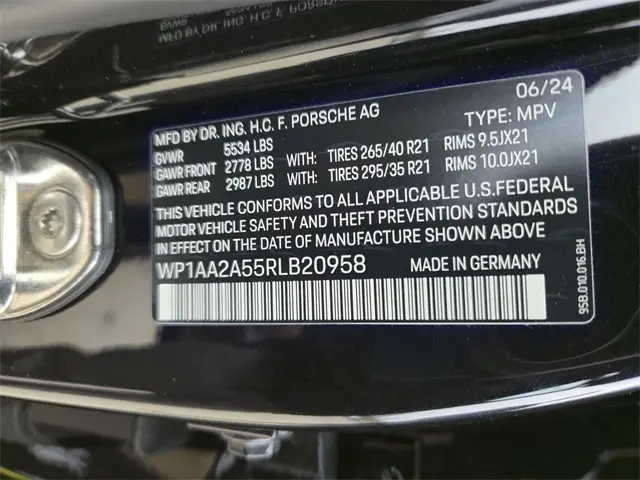 06/24
MFD BY DR. ING. H.C. F. PORSCHE AG
TYPE: MPV
GVWR 5534 LBS
GAWR FRONT 2778 LBS WITH: TIRES 265/40 R21 RIMS 9.5JX21
GAWR REAR 2987 LBS WITH: TIRES 295/35 R21 RIMS 10.0JX21
THIS VEHICLE CONFORMS TO ALL APPLICABLE U.S.FEDERAL
MOTOR VEHICLE SAFETY AND THEFT PREVENTION STANDARDS
IN EFFECT ON THE DATE OF MANUFACTURE SHOWN ABOVE
WP1AA2A55RLB20958 MADE IN GERMANY
95B.010.016.BH